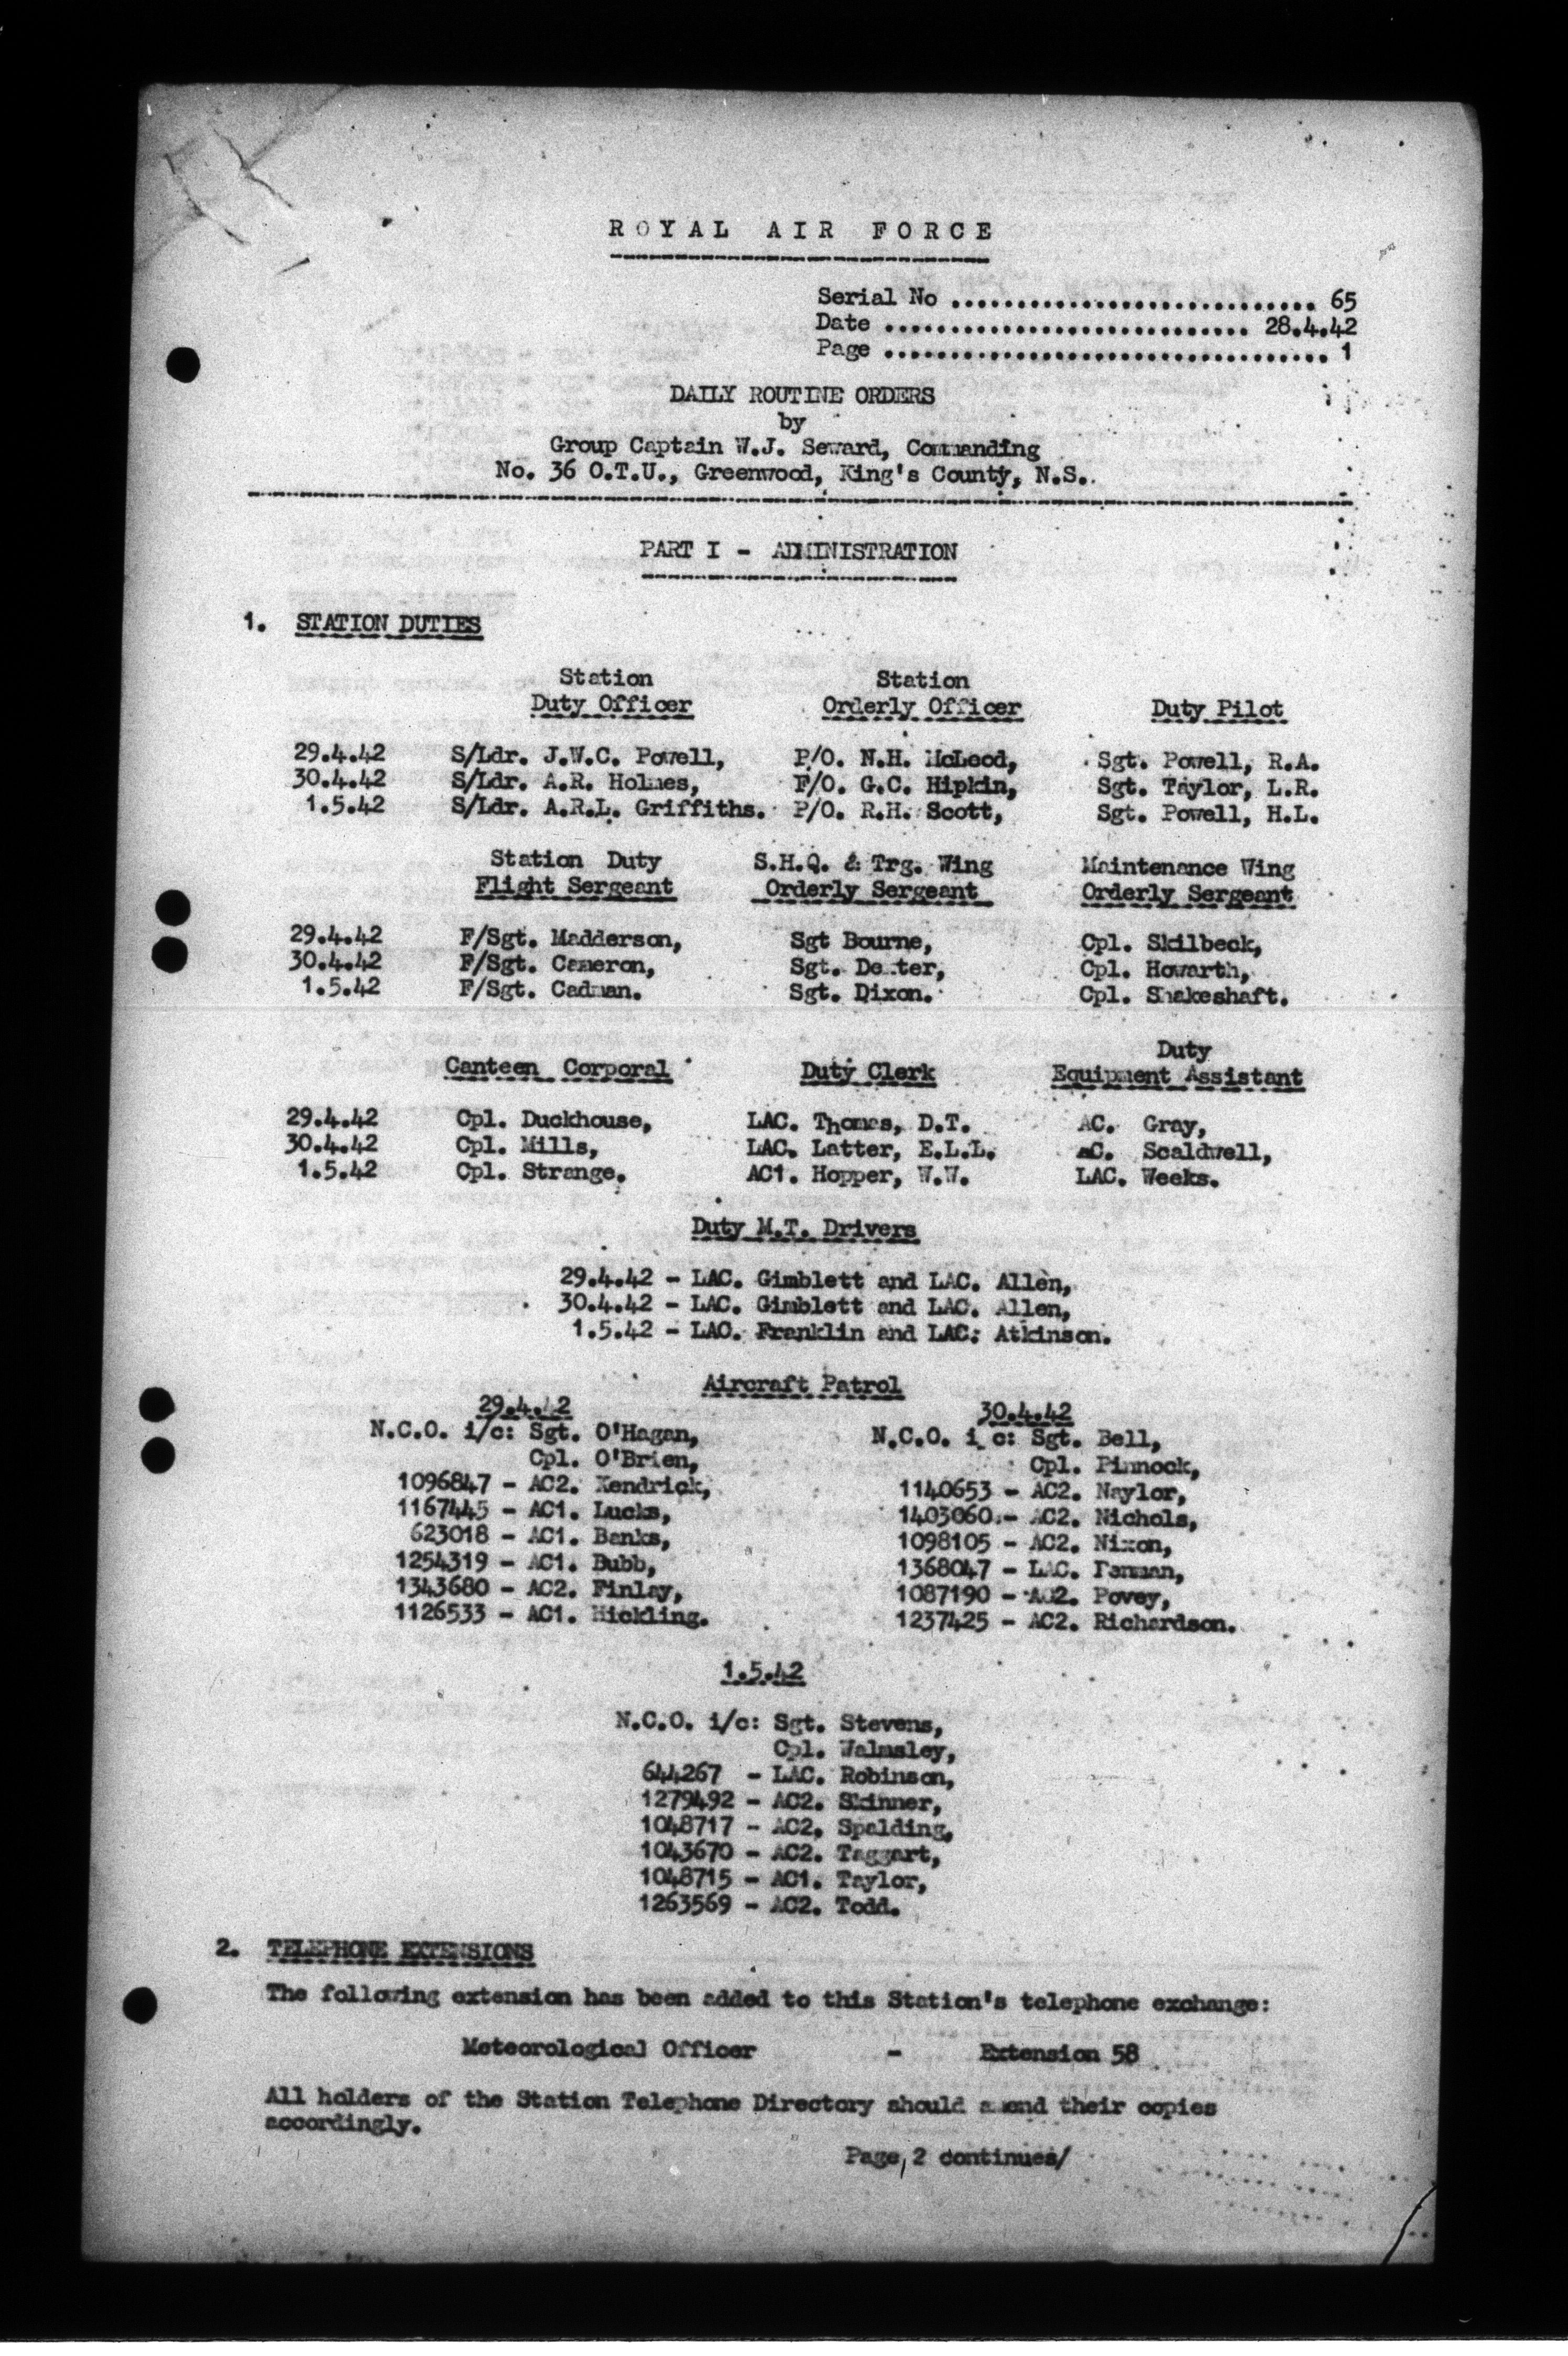 ROYAL AIR FORCE
Serial No ............................ 65
Date ............................ 28.4.42
Page .................................. 1
DAILY ROUTINE ORDERS
by
Group Captain W.J. Seward, Commanding
No. 36 O.T.U., Greenwood, King's County, N.S.
PART I - ADMINISTRATION
1. STATION DUTIES
Station Station
Duty Officer Orderly Officer Duty Pilot
29.4.42 S/Ldr. J.W.C. Powell, P/O. N.H. McLeod, Sgt. Powell, R.A.
30.4.42 S/Ldr. A.R. Holmes, F/O. G.C. Hipkin, Sgt. Taylor, L.R.
1.5.42 S/Ldr. A.R.L. Griffiths. P/O. R.H. Scott, Sgt. Powell, H.L.
Station Duty S.H.Q. & Trg. Wing Maintenance Wing
Flight Sergeant Orderly Sergeant Orderly Sergeant
29.4.42 F/Sgt. Madderson, Sgt Bourne, Cpl. Skilbeck,
30.4.42 F/Sgt. Cameron, Sgt. Cpl. Howarth,
1.5.42 F/Sgt. Cadman. Sgt. Dixon. Cpl. Shakeshaft.
Duty
Canteen Corporal Duty Clerk Equipment Assistant
29.4.42 Cpl. Duckhouse, LAC. Thomas, D.T. AC. Gray,
30.4.42 Cpl. Mills, LAC. Latter, E.L.L. AC. Scaldwell,
1.5.42 Cpl. Strange. AC1. Hopper, W.W. LAC. Weeks.
Duty M.T. Drivers
29.4.42 - LAC. Gimblett and LAC. Allen,
30.4.42 - LAC. Gimblett and LAC. Allen,
1.5.42 - LAC. Franklin and LAC. Atkinson.
Aircraft Patrol
29.4.42 30.4.42
N.C.O. i/c: Sgt. O'Hagan, N.C.O. i c: Sgt. Bell,
Cpl. O'Brien, Cpl. Pinnock,
1096847 - AC2. Kendrick, 1140653 - AC2. Naylor,
1167445 - AC1. Lucks, 1403060 - AC2. Nichols,
623018 - AC1. Banks, 1098105 - AC2. Nixon,
1254319 - AC1. Bubb, 1368047 - LAC.
1343680 - AC2. Finlay, 1087190 - AC2. Povey,
1126533 - AC1. Hickling. 1237425 - AC2. Richardson.
1.5.42
N.C.O. i/c: Sgt. Stevens,
Cpl. Walmsley,
644267 - LAC. Robinson,
1279492 - AC2. Skinner,
1048717 - AC2. Spalding,
1043670 - AC2. Taggart,
1048715 - AC1. Taylor,
1263569 - AC2. Todd.
2. TELEPHONE EXTENSIONS
The following extension has been added to this Station's telephone exchange:
Meteorological Officer - Extension 58
All holders of the Station Telephone Directory should amend their copies
accordingly.
Page 2 continues/